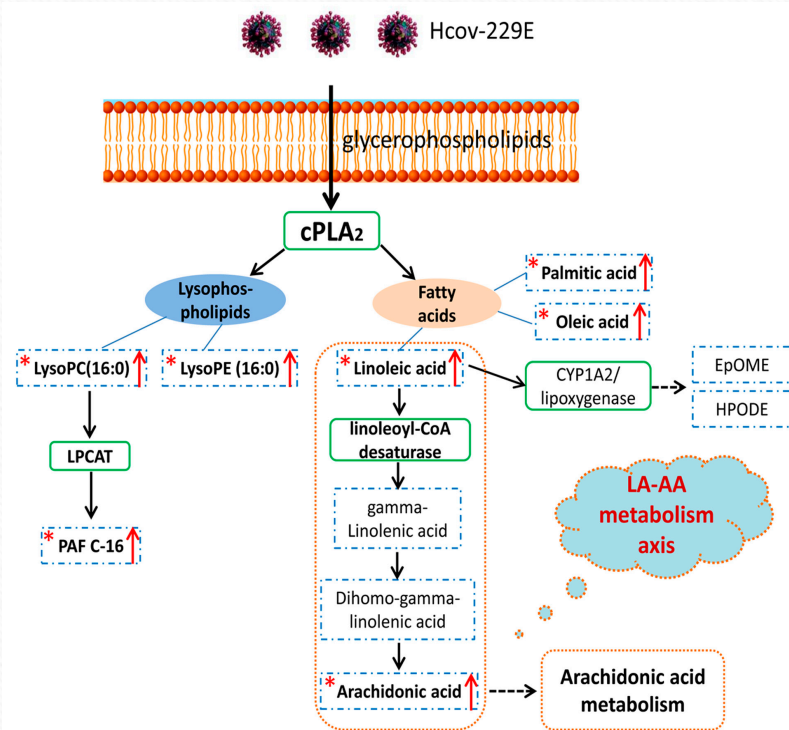 Hcov-229E
glycerophospholipids
cPLA2
Lysophos-
pholipids
Fatty
acids
* Palmitic acid
* Oleic acid
* LysoPC(16:0)
* LysoPE (16:0)
* Linoleic acid
CYP1A2/
lipoxygenase
EpOME
HPODE
LPCAT
linoleoyl-CoA
desaturase
* PAF C-16
gamma-
Linolenic acid
LA-AA
metabolism
axis
Dihomo-gamma-
linolenic acid
* Arachidonic acid
Arachidonic acid
metabolism